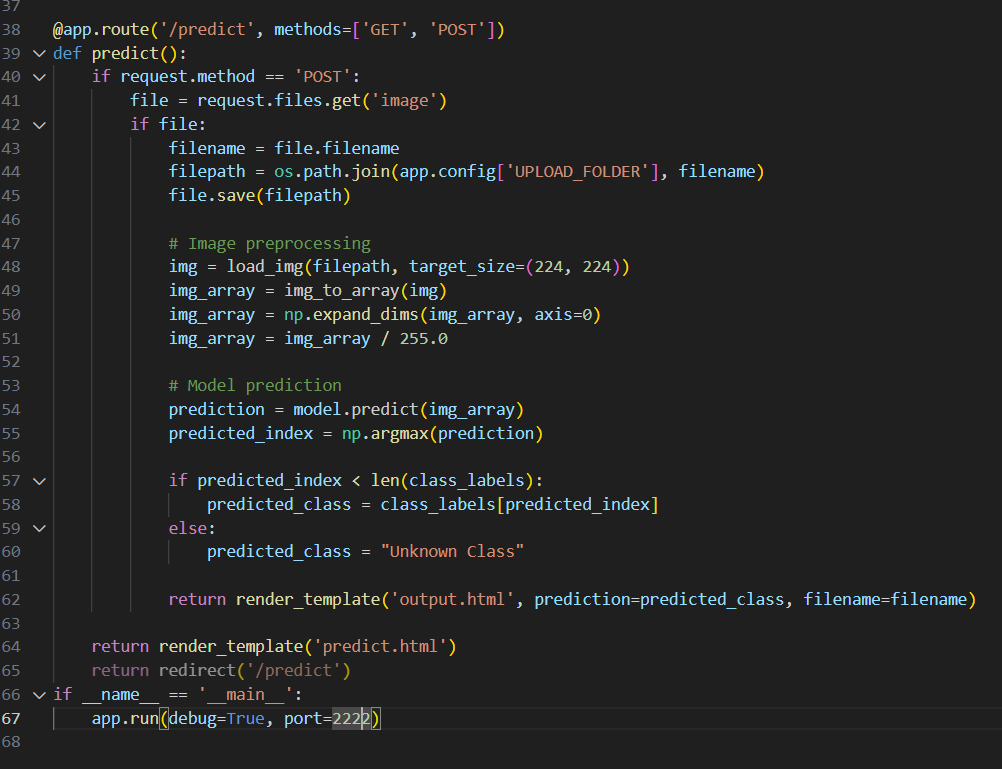 37
38 @app.route('/predict', methods=['GET', 'POST'])
39 def predict():
40     if request.method == 'POST':
41         file = request.files.get('image')
42         if file:
43             filename = file.filename
44             filepath = os.path.join(app.config['UPLOAD_FOLDER'], filename)
45             file.save(filepath)
46
47             # Image preprocessing
48             img = load_img(filepath, target_size=(224, 224))
49             img_array = img_to_array(img)
50             img_array = np.expand_dims(img_array, axis=0)
51             img_array = img_array / 255.0
52
53             # Model prediction
54             prediction = model.predict(img_array)
55             predicted_index = np.argmax(prediction)
56
57             if predicted_index < len(class_labels):
58                 predicted_class = class_labels[predicted_index]
59             else:
60                 predicted_class = "Unknown Class"
61
62             return render_template('output.html', prediction=predicted_class, filename=filename)
63
64     return render_template('predict.html')
65     return redirect('/predict')
66 if __name__ == '__main__':
67     app.run(debug=True, port=2222)
68